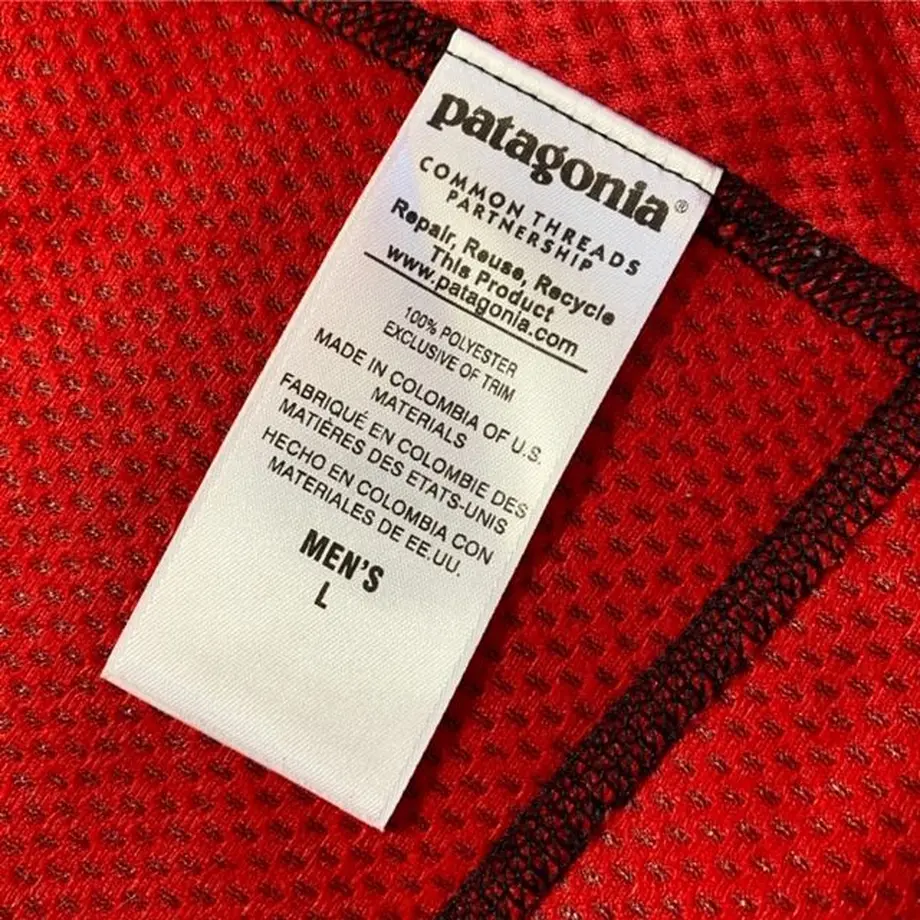 patagonia®
COMMON THREADS
PARTNERSHIP
Repair, Reuse, Recycle
This Product
www.patagonia.com
100% POLYESTER
EXCLUSIVE OF TRIM
MADE IN COLOMBIA OF U.S.
MATERIALS
FABRIQUÉ EN COLOMBIE DES
MATIÈRES DES ETATS-UNIS
HECHO EN COLOMBIA CON
MATERIALES DE EE.UU.
MEN'S
L